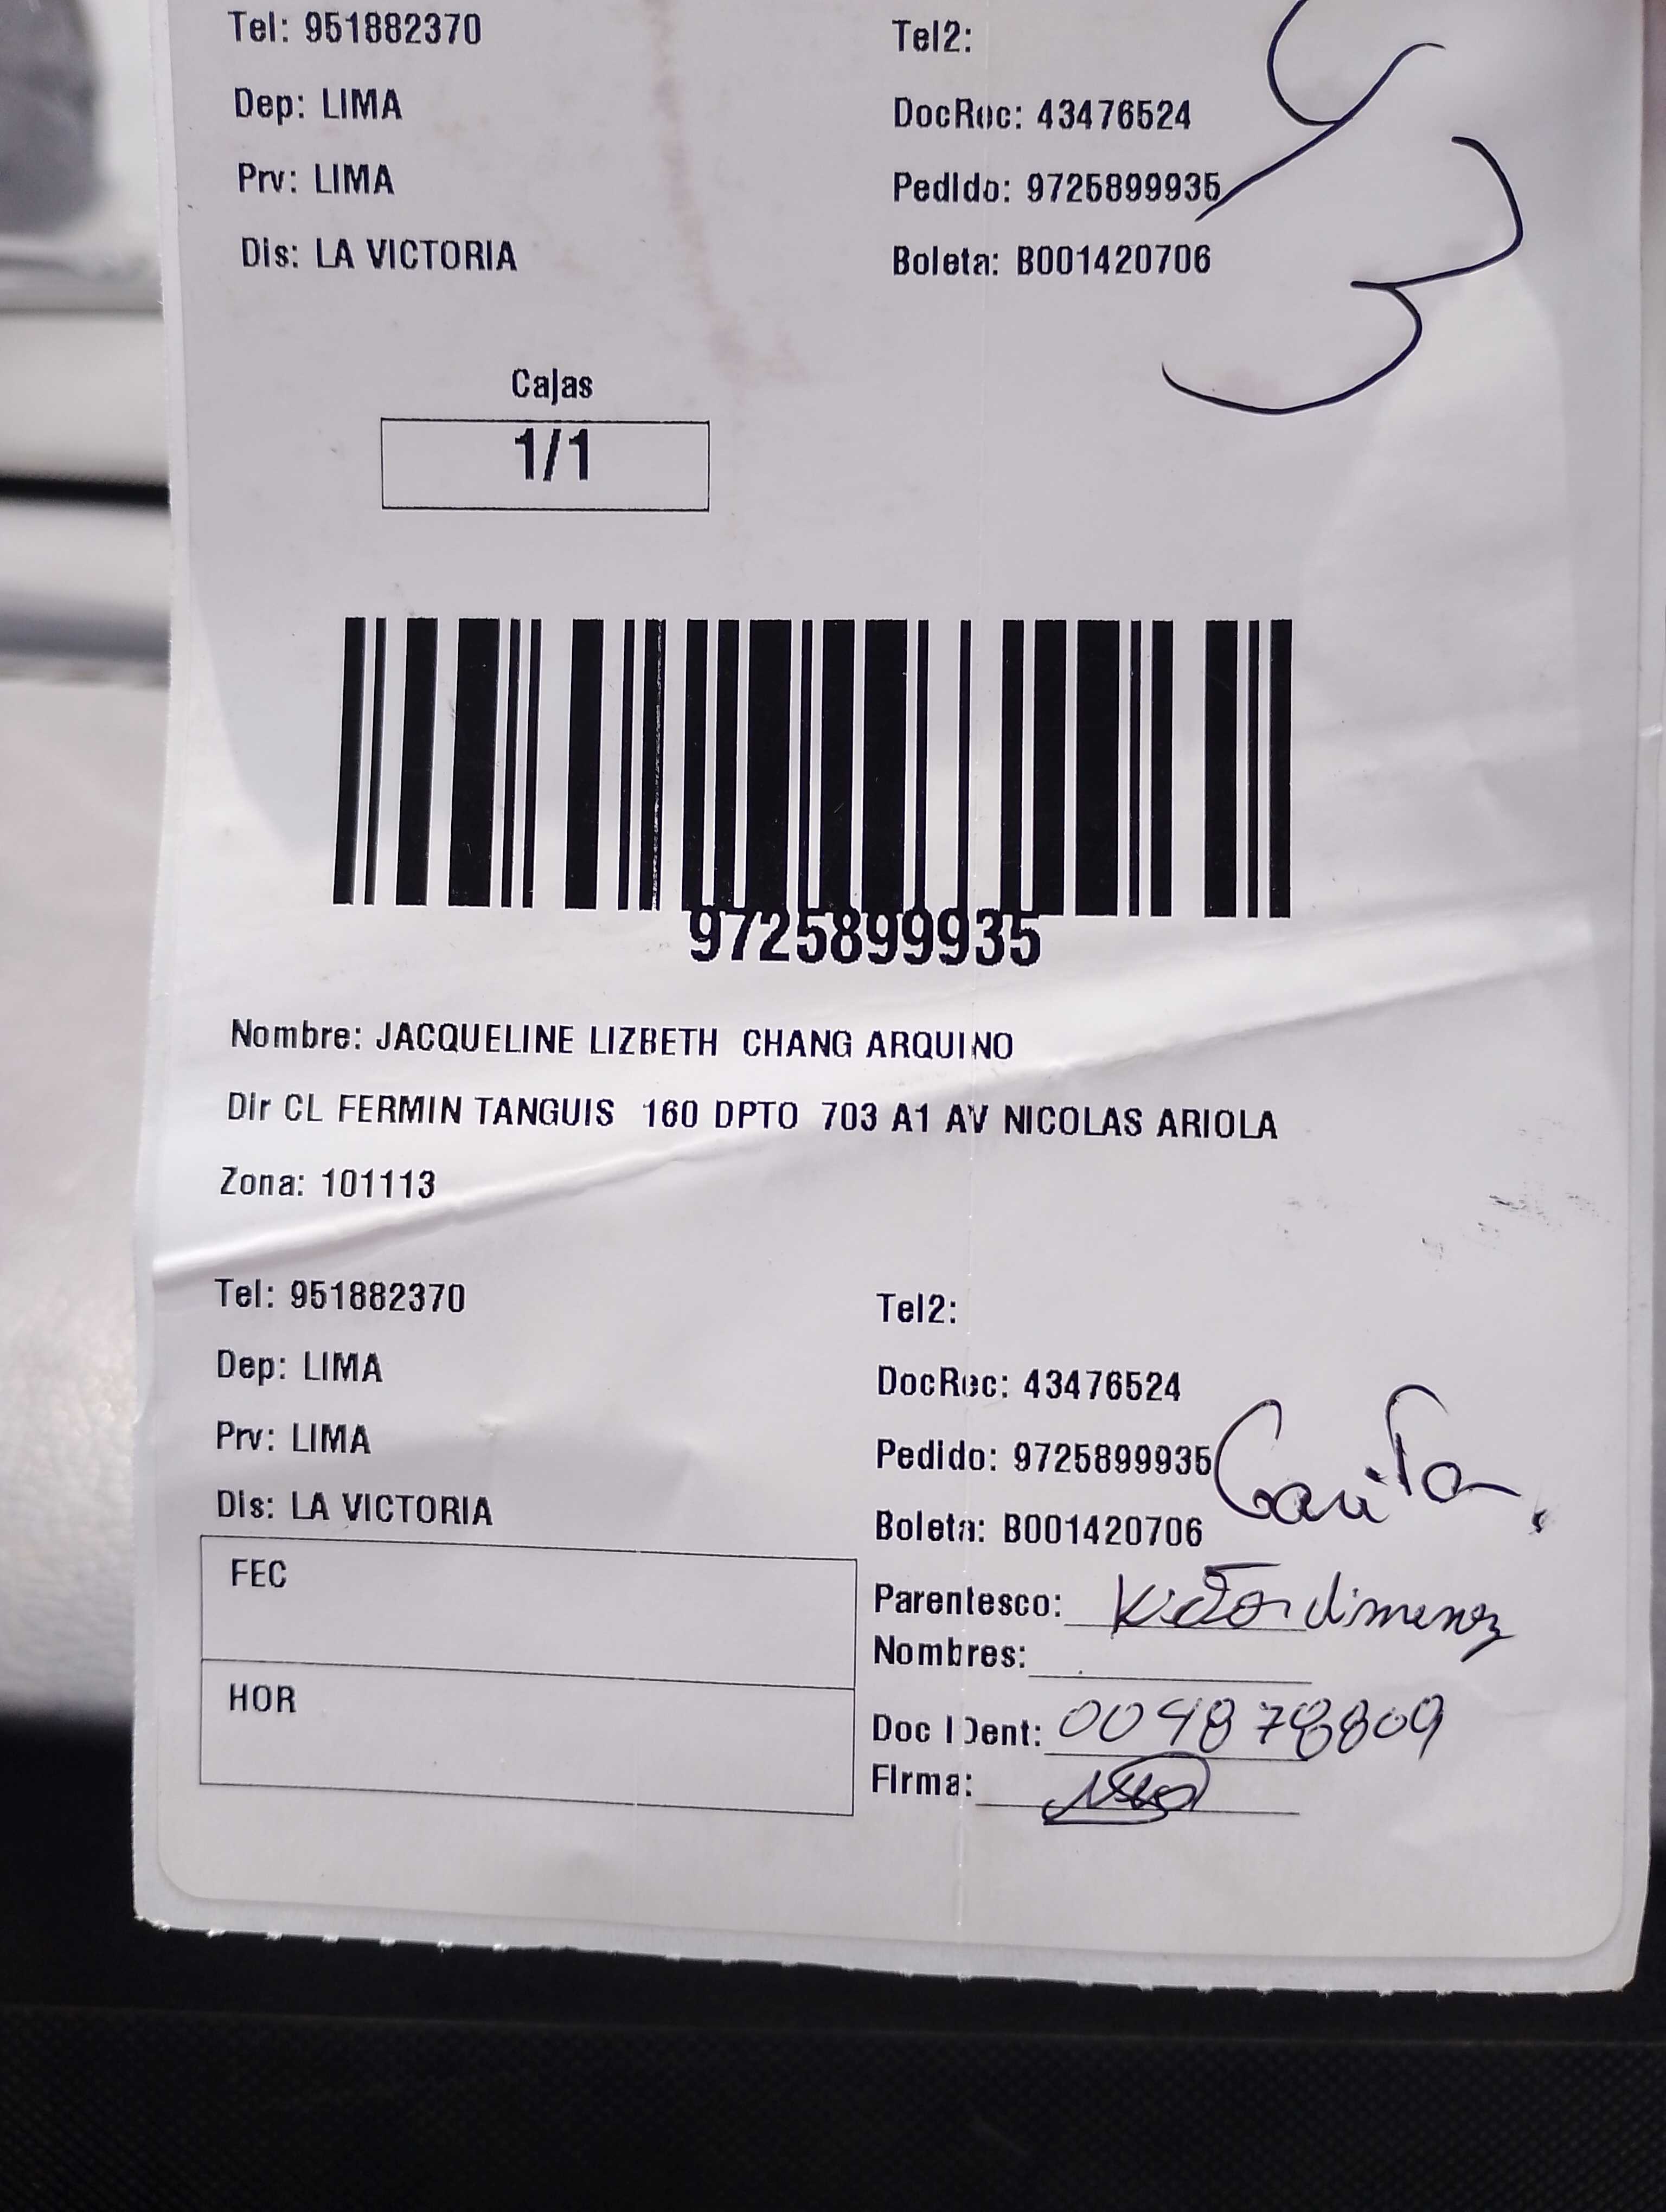 Tel: 951882370
Tel2:
Dep: LIMA
DocRec: 43476524
Prv: LIMA
Pedido: 9725899935
Dis: LA VICTORIA
Boleta: B001420706
Cajas
1/1
9725899935
Nombre: JACQUELINE LIZBETH CHANG ARQUINO
Dir CL FERMIN TANGUIS 160 DPTO 703 A1 AV NICOLAS ARIOLA
Zona: 101113
Tel: 951882370
Tel2:
Dep: LIMA
DocRec: 43476524
Prv: LIMA
Pedido: 9725899935
Dis: LA VICTORIA
Boleta: B001420706
FEC
Parentesco: Victor Jimenez
Nombres:
HOR
Doc IDent: 0048788809
Firma: